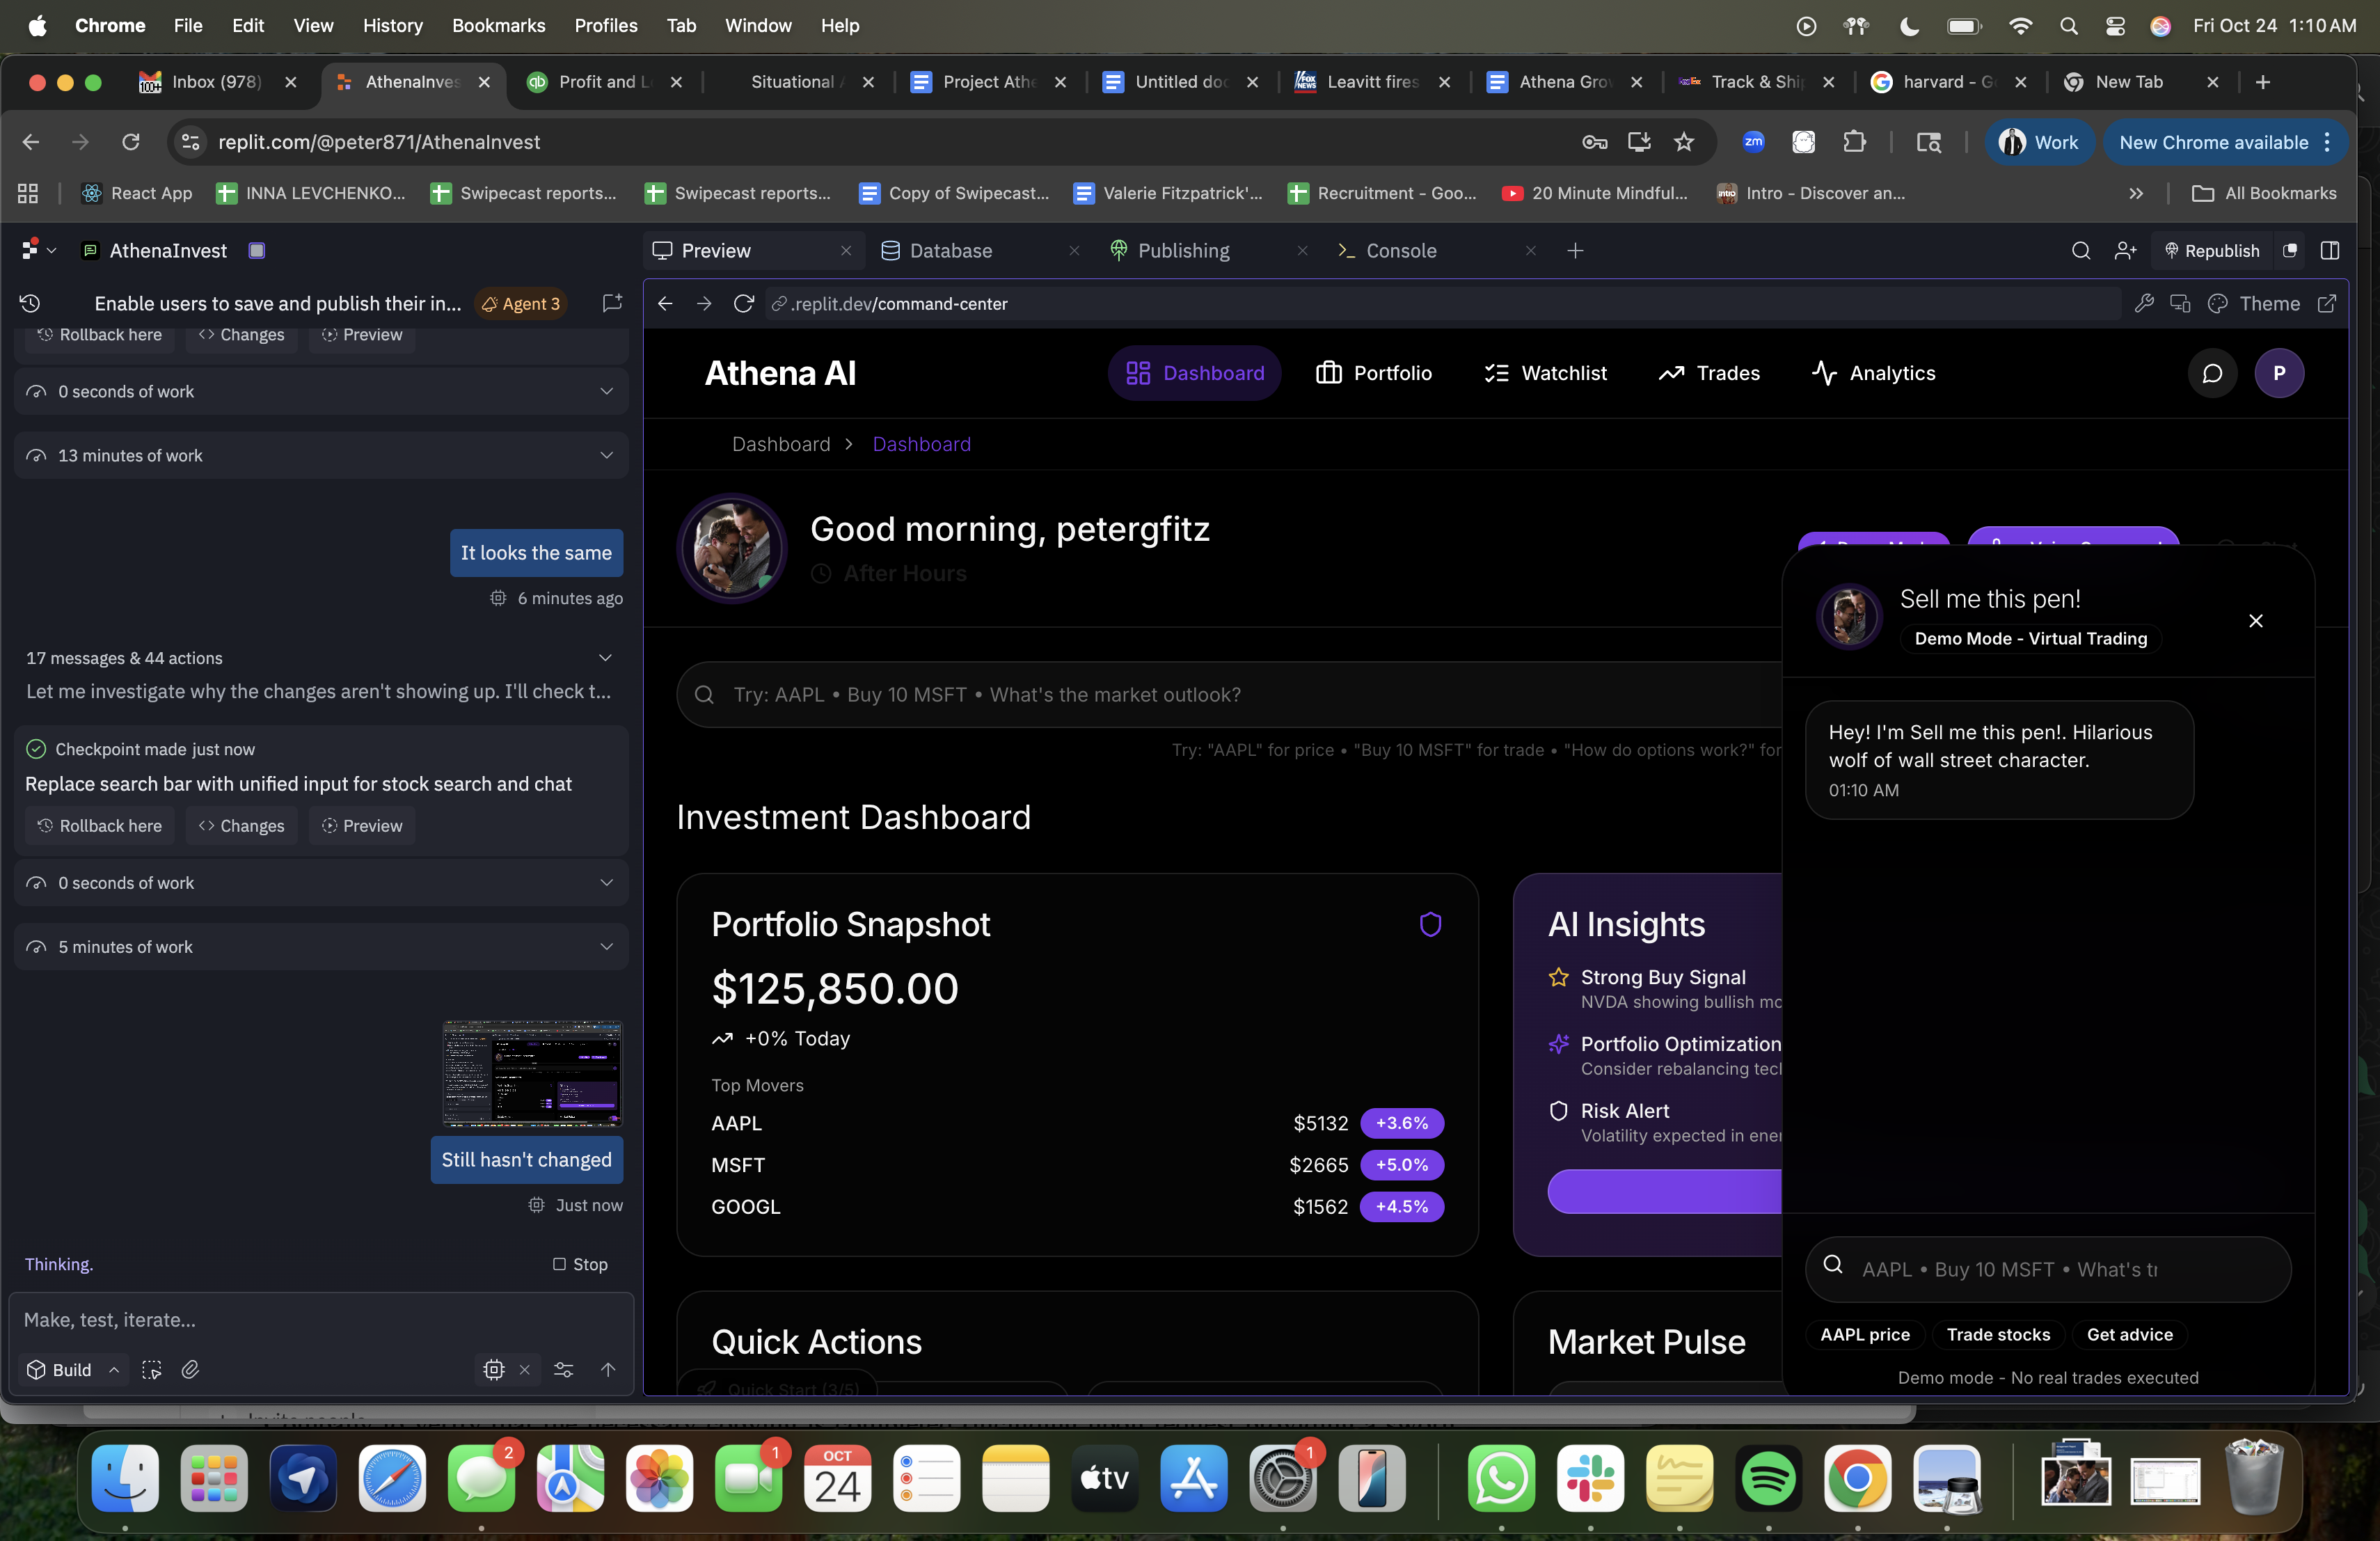 Chrome File Edit View History Bookmarks Profiles Tab Window Help Fri Oct 24 1:10 AM
Inbox (978) AthenaInves Profit and L Situational Project Athe Untitled doc Leavitt fires Athena Grow Track & Ship harvard - G New Tab
replit.com/@peter871/AthenaInvest zm Work New Chrome available
React App INNA LEVCHENKO... Swipecast reports... Swipecast reports... Copy of Swipecast... Valerie Fitzpatrick'... Recruitment - Goo... 20 Minute Mindful... Intro - Discover an... All Bookmarks
AthenaInvest Preview Database Publishing Console Republish
Enable users to save and publish their in... Agent 3
.replit.dev/command-center Theme
Rollback here Changes Preview
0 seconds of work
13 minutes of work
It looks the same
6 minutes ago
17 messages & 44 actions
Let me investigate why the changes aren't showing up. I'll check t...
Checkpoint made just now
Replace search bar with unified input for stock search and chat
Rollback here Changes Preview
0 seconds of work
5 minutes of work
Still hasn't changed
Just now
Thinking. Stop
Make, test, iterate...
Build
Athena AI Dashboard Portfolio Watchlist Trades Analytics P
Dashboard > Dashboard
Good morning, petergfitz
After Hours
Try: AAPL • Buy 10 MSFT • What's the market outlook?
Try: "AAPL" for price • "Buy 10 MSFT" for trade • "How do options work?" for
Investment Dashboard
Portfolio Snapshot
$125,850.00
+0% Today
Top Movers
AAPL $5132 +3.6%
MSFT $2665 +5.0%
GOOGL $1562 +4.5%
AI Insights
Strong Buy Signal
NVDA showing bullish mo
Portfolio Optimization
Consider rebalancing tecl
Risk Alert
Volatility expected in ener
Quick Actions
Quick Start (3/5)
Market Pulse
Sell me this pen!
Demo Mode - Virtual Trading
Hey! I'm Sell me this pen!. Hilarious
wolf of wall street character.
01:10 AM
AAPL • Buy 10 MSFT • What's tr
AAPL price Trade stocks Get advice
Demo mode - No real trades executed
2 1 OCT 24 tv 1